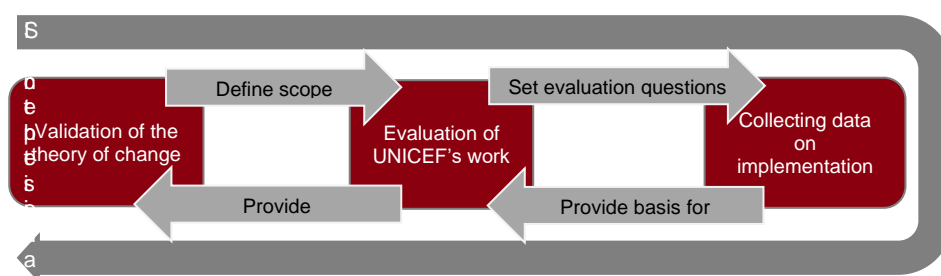 Define scope
Set evaluation questions
Validation of the
theory of change
Evaluation of
UNICEF's work
Collecting data
on
implementation
Provide
Provide basis for